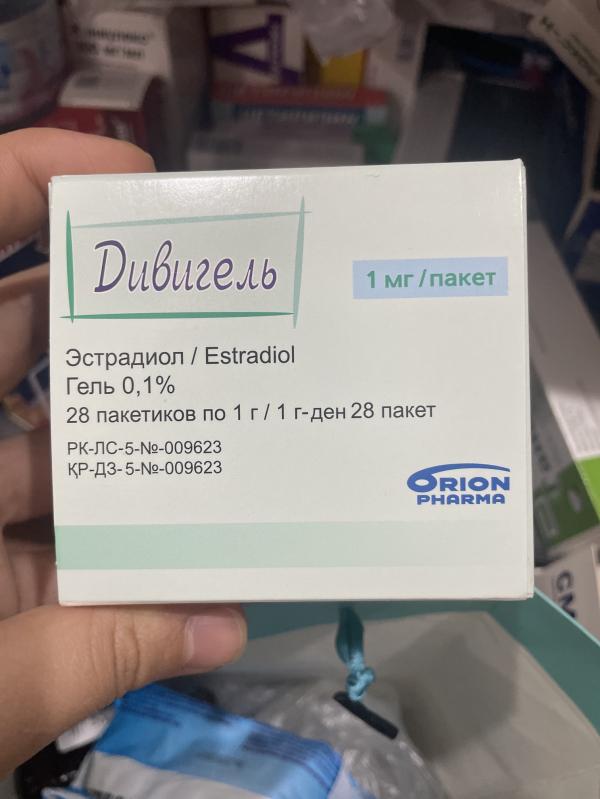 Дивигель
1 мг/пакет
Эстрадиол / Estradiol
Гель 0,1%
28 пакетиков по 1 г / 1 г-ден 28 пакет
РК-ЛС-5-№-009623
ҚР-ДЗ-5-№-009623
ORION
PHARMA